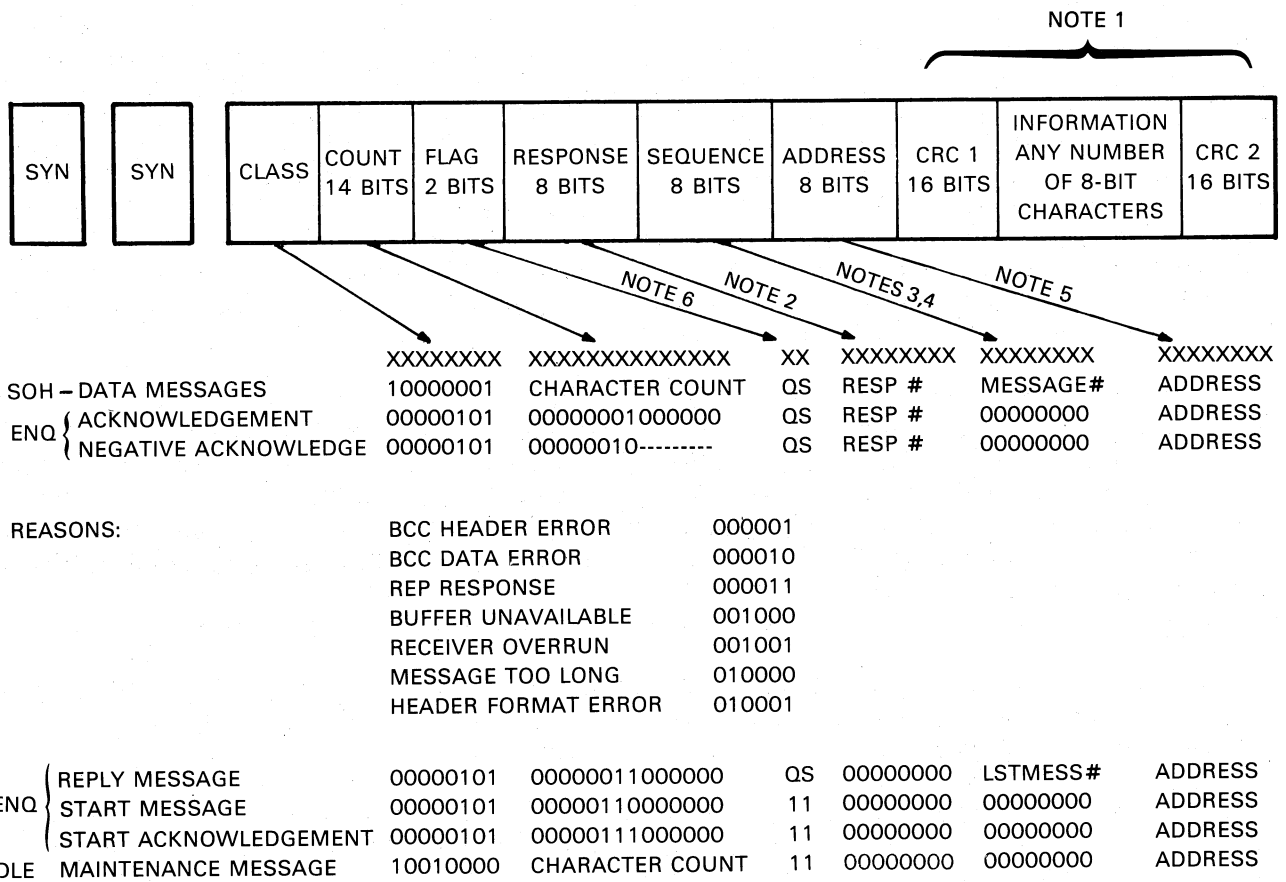 NOTE 1
SYN SYN CLASS COUNT 14 BITS FLAG 2 BITS RESPONSE 8 BITS SEQUENCE 8 BITS ADDRESS 8 BITS CRC 1 16 BITS INFORMATION ANY NUMBER OF 8-BIT CHARACTERS CRC 2 16 BITS
NOTE 6 NOTE 2 NOTES 3,4 NOTE 5
XXXXXXXX XXXXXXXXXXXXXX XX XXXXXXXX XXXXXXXX XXXXXXXX
SOH – DATA MESSAGES 10000001 CHARACTER COUNT QS RESP # MESSAGE# ADDRESS
ENQ ACKNOWLEDGEMENT 00000101 00000001000000 QS RESP # 00000000 ADDRESS
NEGATIVE ACKNOWLEDGE 00000101 00000010--------- QS RESP # 00000000 ADDRESS
REASONS: BCC HEADER ERROR 000001
BCC DATA ERROR 000010
REP RESPONSE 000011
BUFFER UNAVAILABLE 001000
RECEIVER OVERRUN 001001
MESSAGE TOO LONG 010000
HEADER FORMAT ERROR 010001
REPLY MESSAGE 00000101 00000011000000 QS 00000000 LSTMESS# ADDRESS
ENQ START MESSAGE 00000101 00000110000000 11 00000000 00000000 ADDRESS
START ACKNOWLEDGEMENT 00000101 00000111000000 11 00000000 00000000 ADDRESS
DLE MAINTENANCE MESSAGE 10010000 CHARACTER COUNT 11 00000000 00000000 ADDRESS